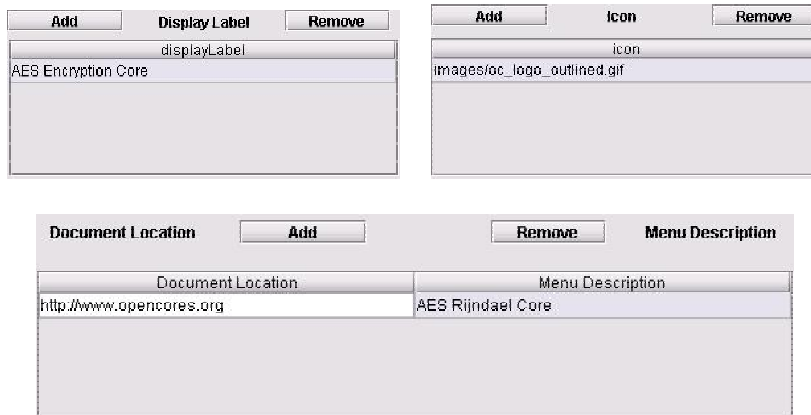 Add Display Label Remove
displayLabel
AES Encryption Core
Add Icon Remove
icon
images/oc_logo_outlined.gif
Document Location Add Remove Menu Description
Document Location Menu Description
http://www.opencores.org AES Rijndael Core